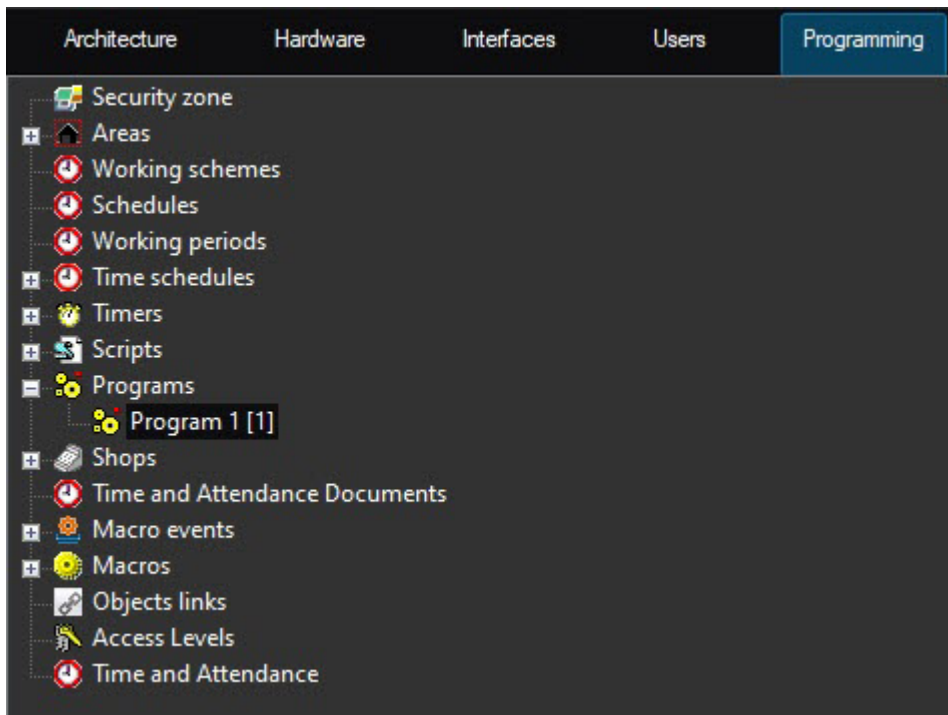 Architecture Hardware Interfaces Users Programming
Security zone
Areas
Working schemes
Schedules
Working periods
Time schedules
Timers
Scripts
Programs
Program 1 [1]
Shops
Time and Attendance Documents
Macro events
Macros
Objects links
Access Levels
Time and Attendance